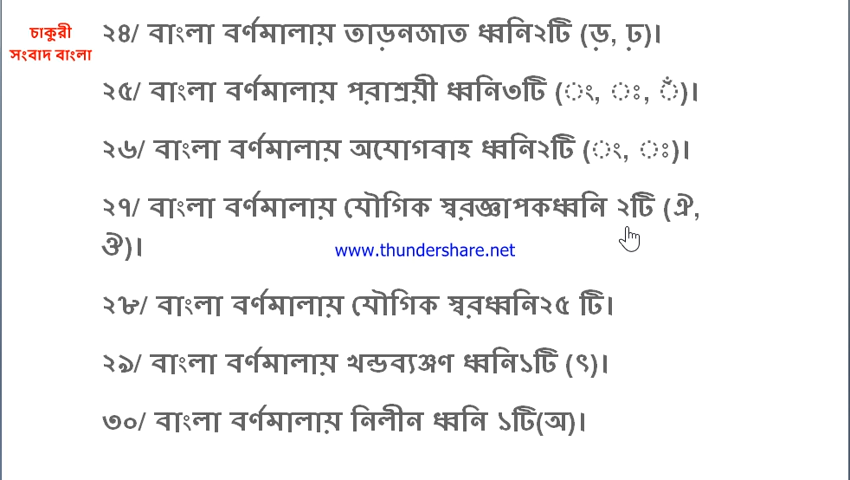 চাকুরী
সংবাদ বাংলা
২৪/ বাংলা বর্ণমালায় তাড়নজাত ধ্বনি২টি (ড়, ঢ়)।
২৫/ বাংলা বর্ণমালায় পরাশ্রয়ী ধ্বনি৩টি (ং, ঃ, ঁ)।
২৬/ বাংলা বর্ণমালায় অযোগবাহ ধ্বনি২টি (ং, ঃ)।
২৭/ বাংলা বর্ণমালায় যৌগিক স্বরজ্ঞাপকধ্বনি ২টি (ঐ,
ঔ)।
www.thundershare.net
২৮/ বাংলা বর্ণমালায় যৌগিক স্বরধ্বনি২৫ টি।
২৯/ বাংলা বর্ণমালায় খন্ডব্যঞ্জণ ধ্বনি১টি (ৎ)।
৩০/ বাংলা বর্ণমালায় নিলীন ধ্বনি ১টি(অ)।